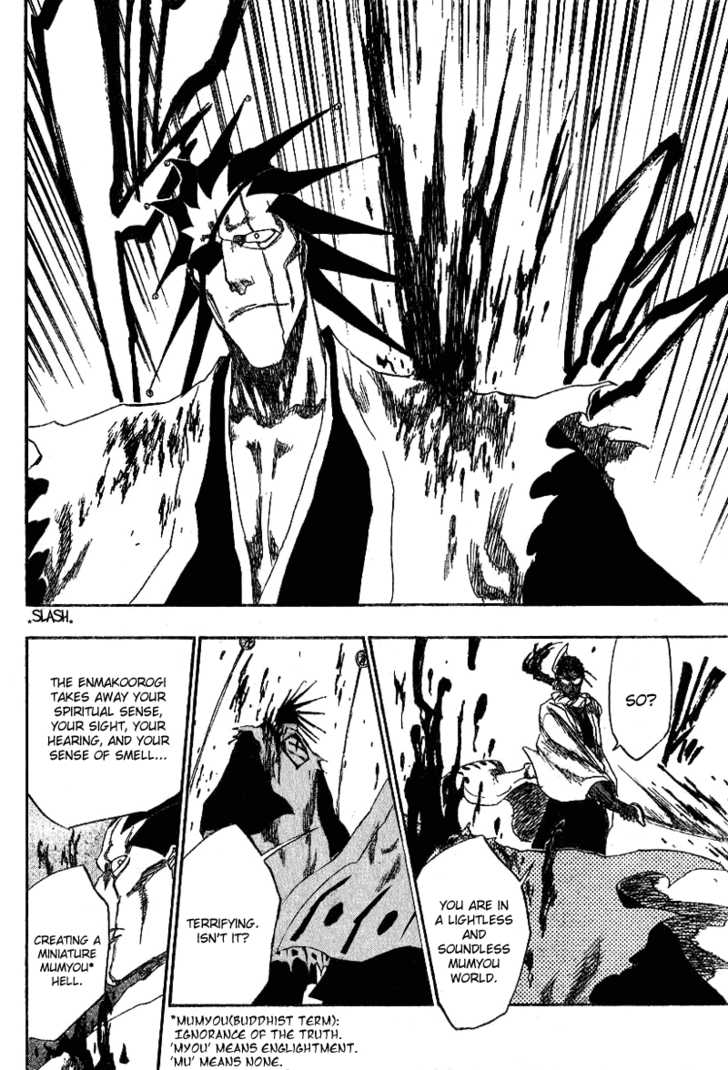 .SLASH.
SO?
YOU ARE IN
A LIGHTLESS
AND
SOUNDLESS
MUMYOU
WORLD.
TERRIFYING.
ISN'T IT?
THE ENMAKOOROGI
TAKES AWAY YOUR
SPIRITUAL SENSE,
YOUR SIGHT, YOUR
HEARING, AND YOUR
SENSE OF SMELL...
CREATING A
MINIATURE
MUMYOU*
HELL.
*MUMYOU(BUDDHIST TERM):
IGNORANCE OF THE TRUTH.
'MYOU' MEANS ENGLIGHTMENT.
'MU' MEANS NONE.